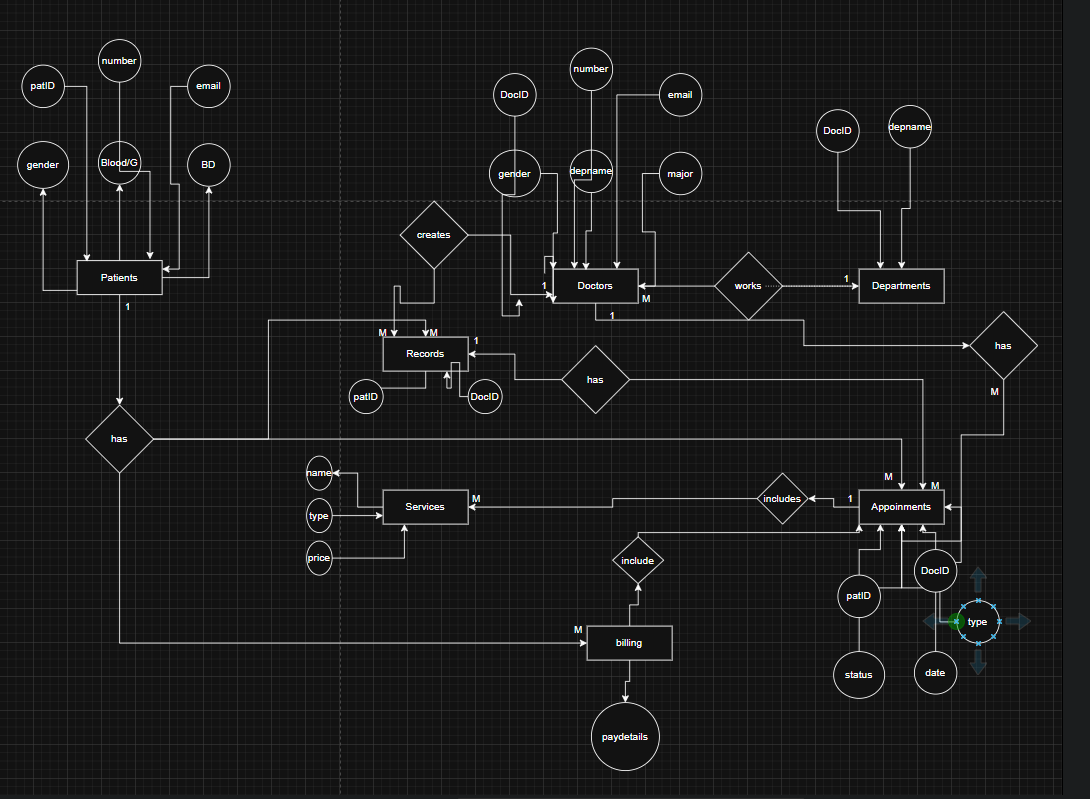 number
patID
email
gender
Blood/G
BD
Patients
1
DocID
number
email
gender
depname
major
DocID
depname
creates
Doctors
1
M
works
1
Departments
1
has
M
M
M
Records
1
patID
DocID
has
has
name
type
price
Services
M
includes
1
M
M
Appoinments
include
DocID
patID
type
status
date
M
billing
paydetails